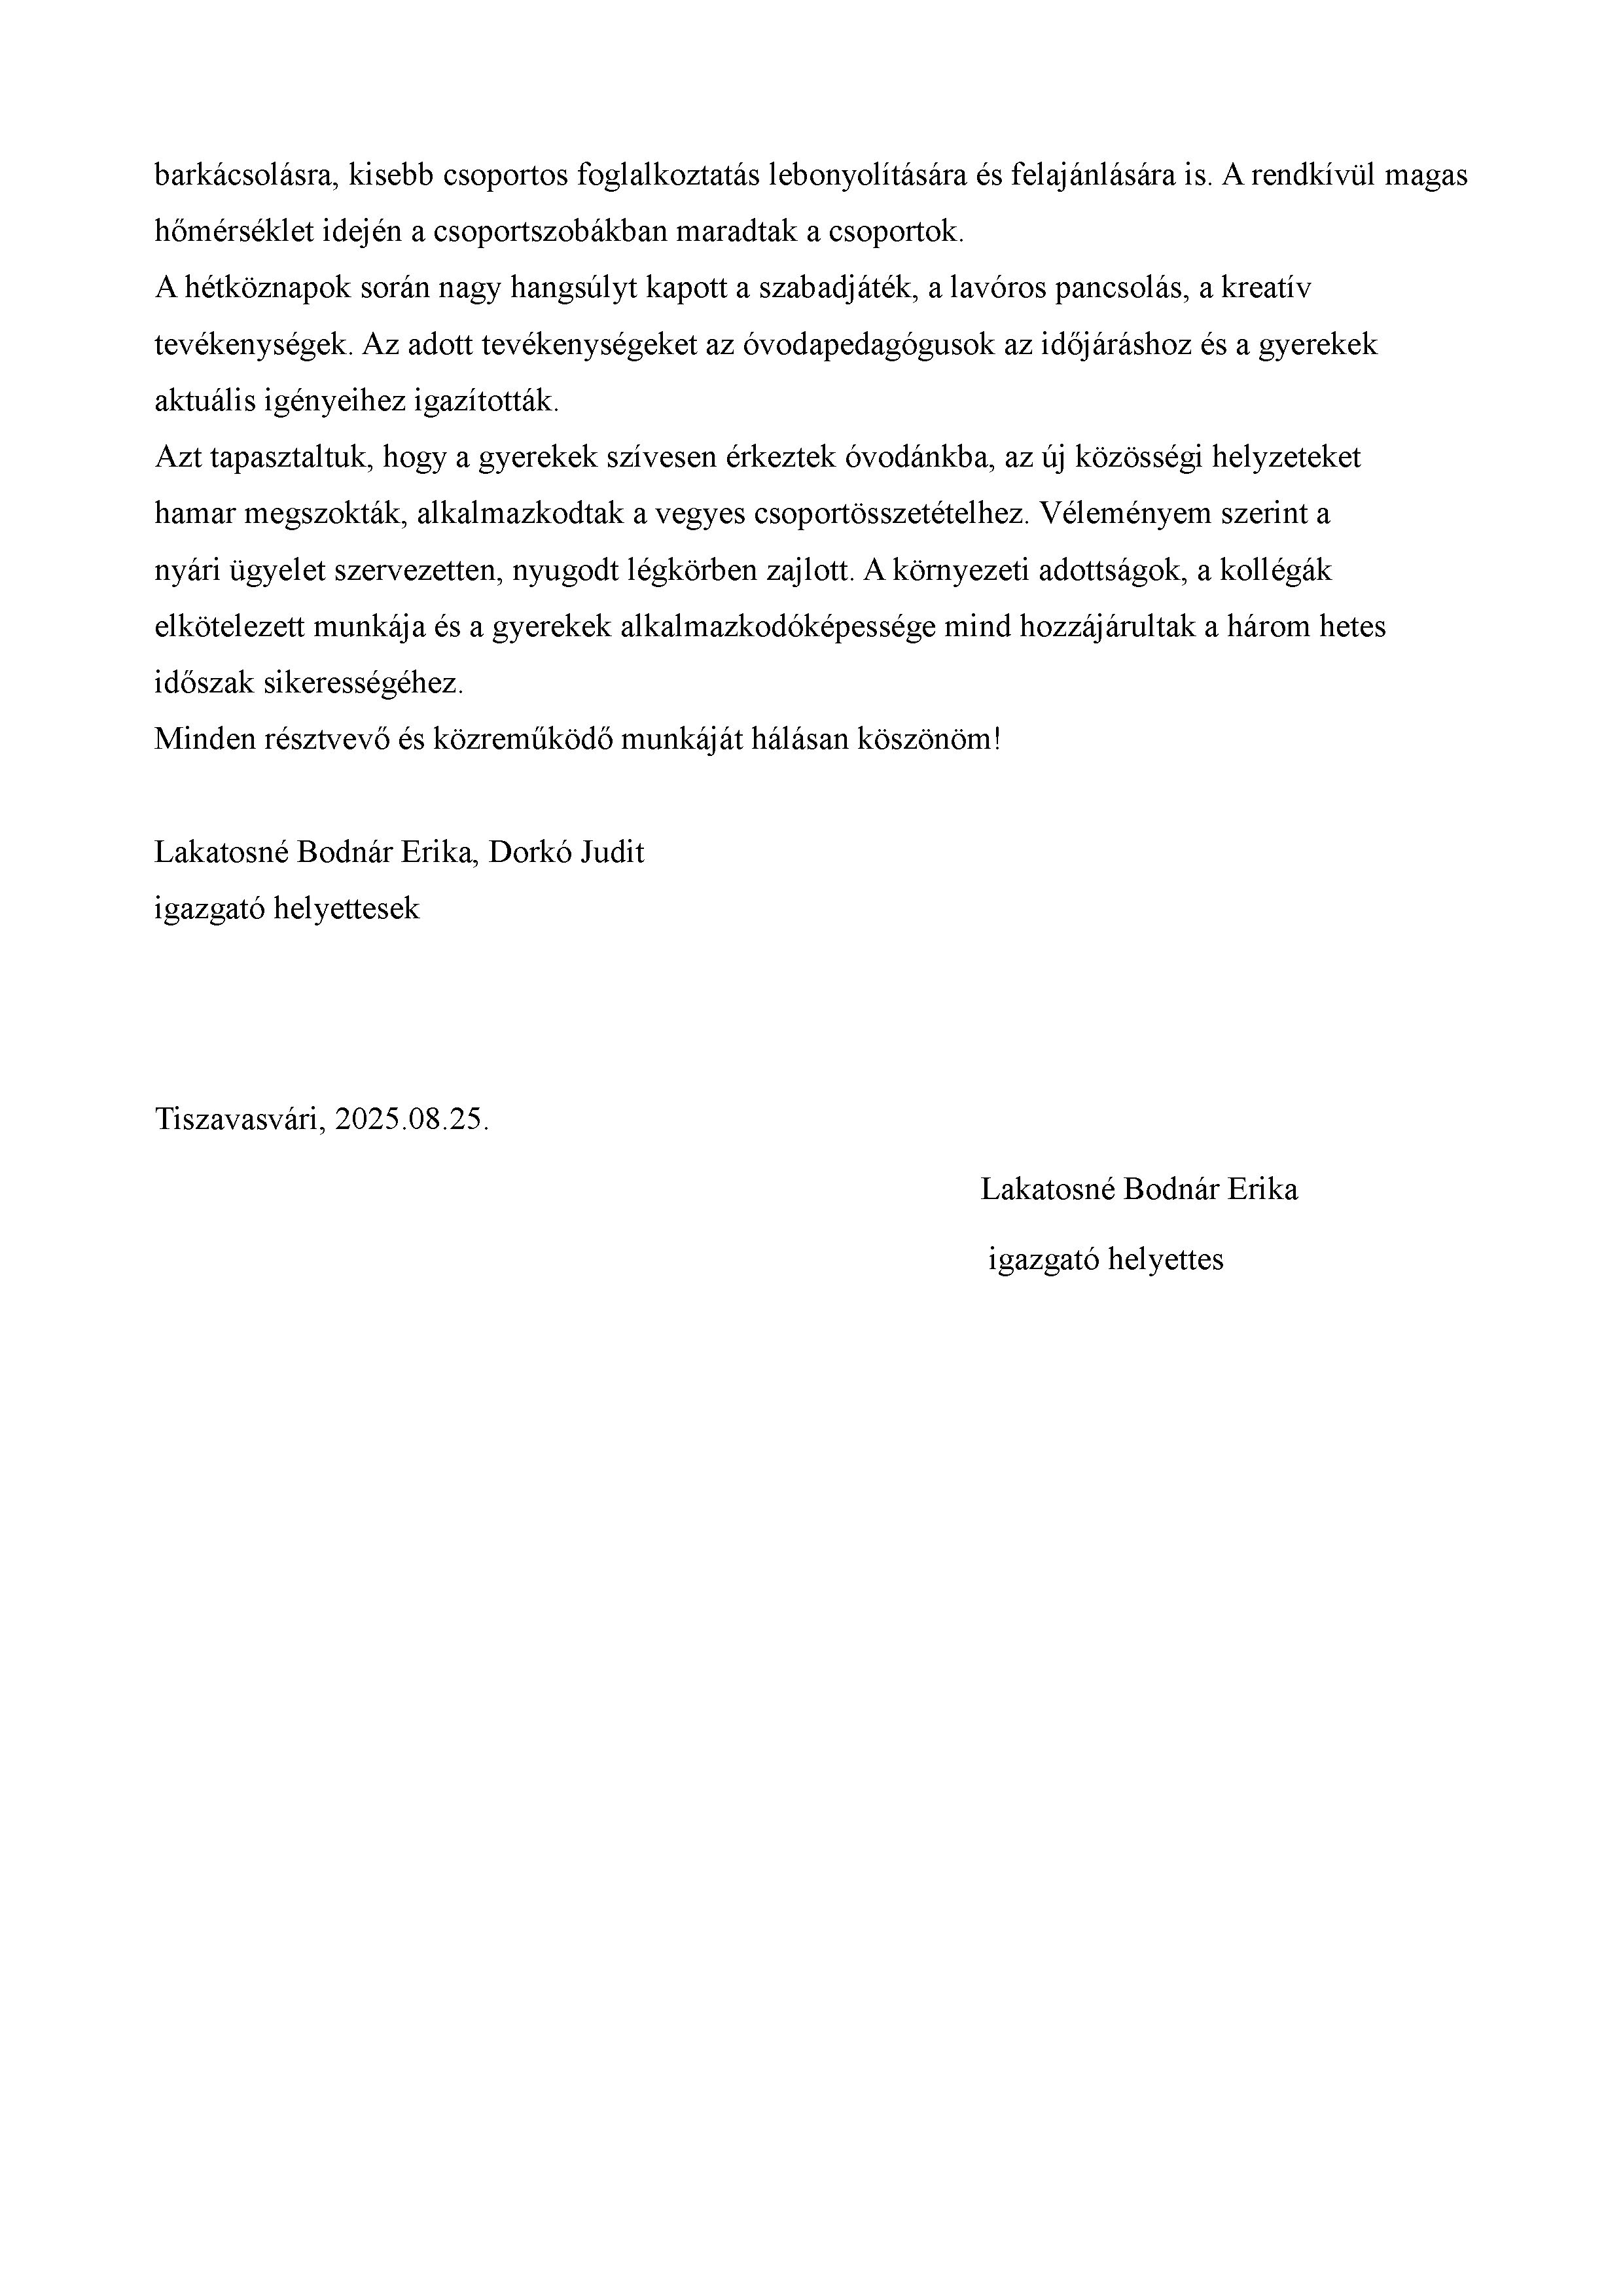 barkácsolásra, kisebb csoportos foglalkoztatás lebonyolítására és felajánlására is. A rendkívül magas
hőmérséklet idején a csoportszobákban maradtak a csoportok.
A hétköznapok során nagy hangsúlyt kapott a szabadjáték, a lavóros pancsolás, a kreatív
tevékenységek. Az adott tevékenységeket az óvodapedagógusok az időjáráshoz és a gyerekek
aktuális igényeihez igazították.
Azt tapasztaltuk, hogy a gyerekek szívesen érkeztek óvodánkba, az új közösségi helyzeteket
hamar megszokták, alkalmazkodtak a vegyes csoportösszetételhez. Véleményem szerint a
nyári ügyelet szervezetten, nyugodt légkörben zajlott. A környezeti adottságok, a kollégák
elkötelezett munkája és a gyerekek alkalmazkodóképessége mind hozzájárultak a három hetes
időszak sikerességéhez.
Minden résztvevő és közreműködő munkáját hálásan köszönöm!
Lakatosné Bodnár Erika, Dorkó Judit
igazgató helyettesek
Tiszavasvári, 2025.08.25.
Lakatosné Bodnár Erika
igazgató helyettes